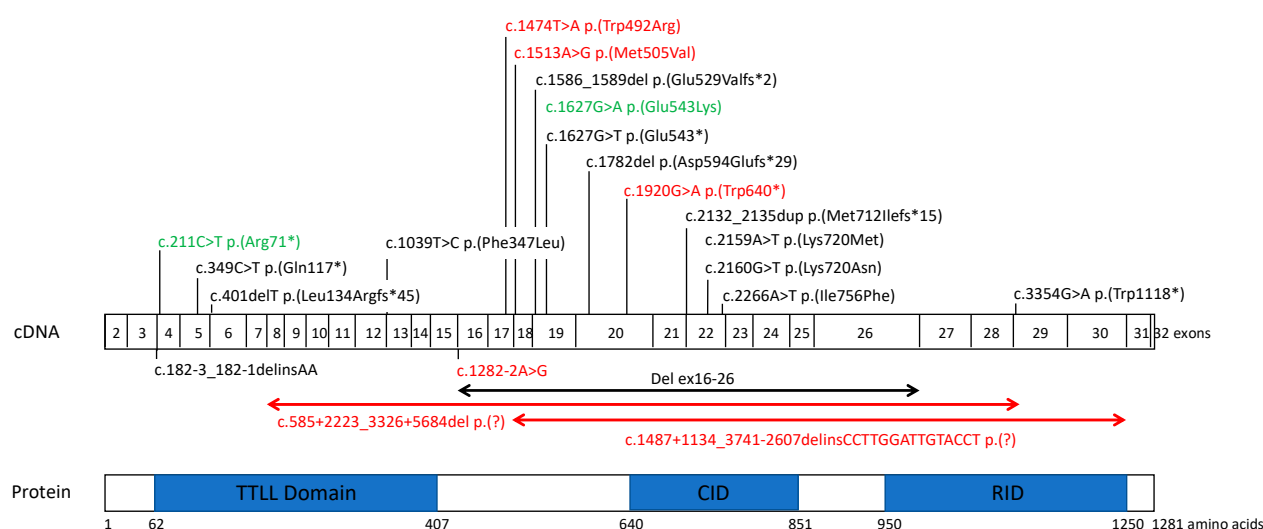 c.1474T>A p.(Trp492Arg)
c.1513A>G p.(Met505Val)
c.1586_1589del p.(Glu529Valfs*2)
c.1627G>A p.(Glu543Lys)
c.1627G>T p.(Glu543*)
c.1782del p.(Asp594Glufs*29)
c.1920G>A p.(Trp640*)
c.2132_2135dup p.(Met712Ilefs*15)
c.211C>T p.(Arg71*) c.1039T>C p.(Phe347Leu) c.2159A>T p.(Lys720Met)
c.349C>T p.(Gln117*) c.2160G>T p.(Lys720Asn)
c.401delT p.(Leu134Argfs*45) c.2266A>T p.(Ile756Phe) c.3354G>A p.(Trp1118*)
cDNA 2 3 4 5 6 7 8 9 10 11 12 13 14 15 16 17 18 19 20 21 22 23 24 25 26 27 28 29 30 31 32 exons
c.182-3_182-1delinsAA c.1282-2A>G
Del ex16-26
c.585+2223_3326+5684del p.(?)
c.1487+1134_3741-2607delinsCCTTGGATTGTACCT p.(?)
Protein TTLL Domain CID RID
1 62 407 640 851 950 1250 1281 amino acids